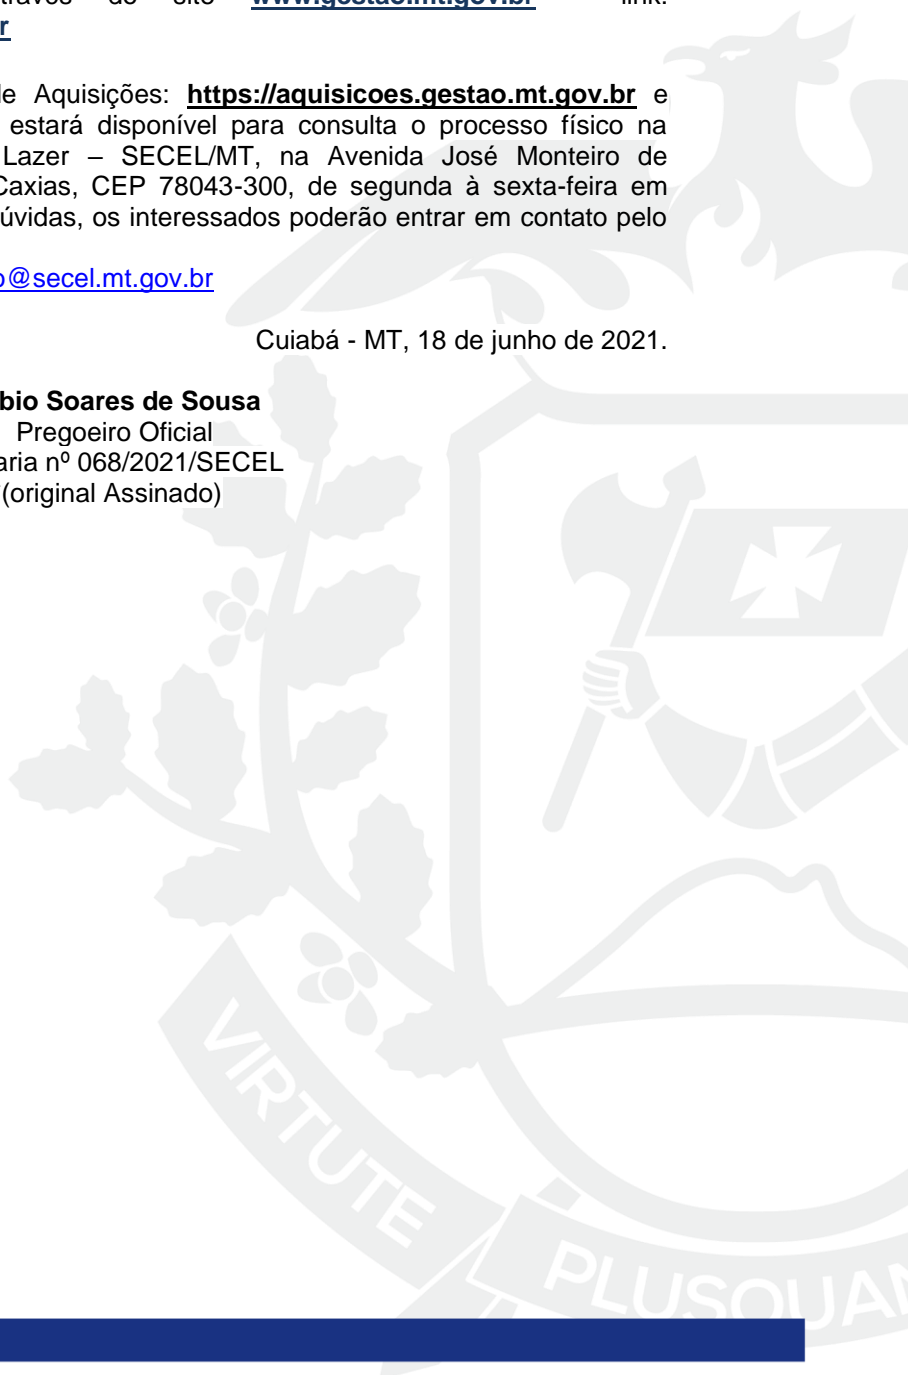 do site www.gestao.mt.gov.br link:
r
de Aquisições: https://aquisicoes.gestao.mt.gov.br e
estará disponível para consulta o processo físico na
Lazer – SECEL/MT, na Avenida José Monteiro de
Caxias, CEP 78043-300, de segunda à sexta-feira em
úvidas, os interessados poderão entrar em contato pelo
o@secel.mt.gov.br
Cuiabá - MT, 18 de junho de 2021.
bio Soares de Sousa
Pregoeiro Oficial
aria nº 068/2021/SECEL
(original Assinado)
VIRTUTE
PLUSQUAM